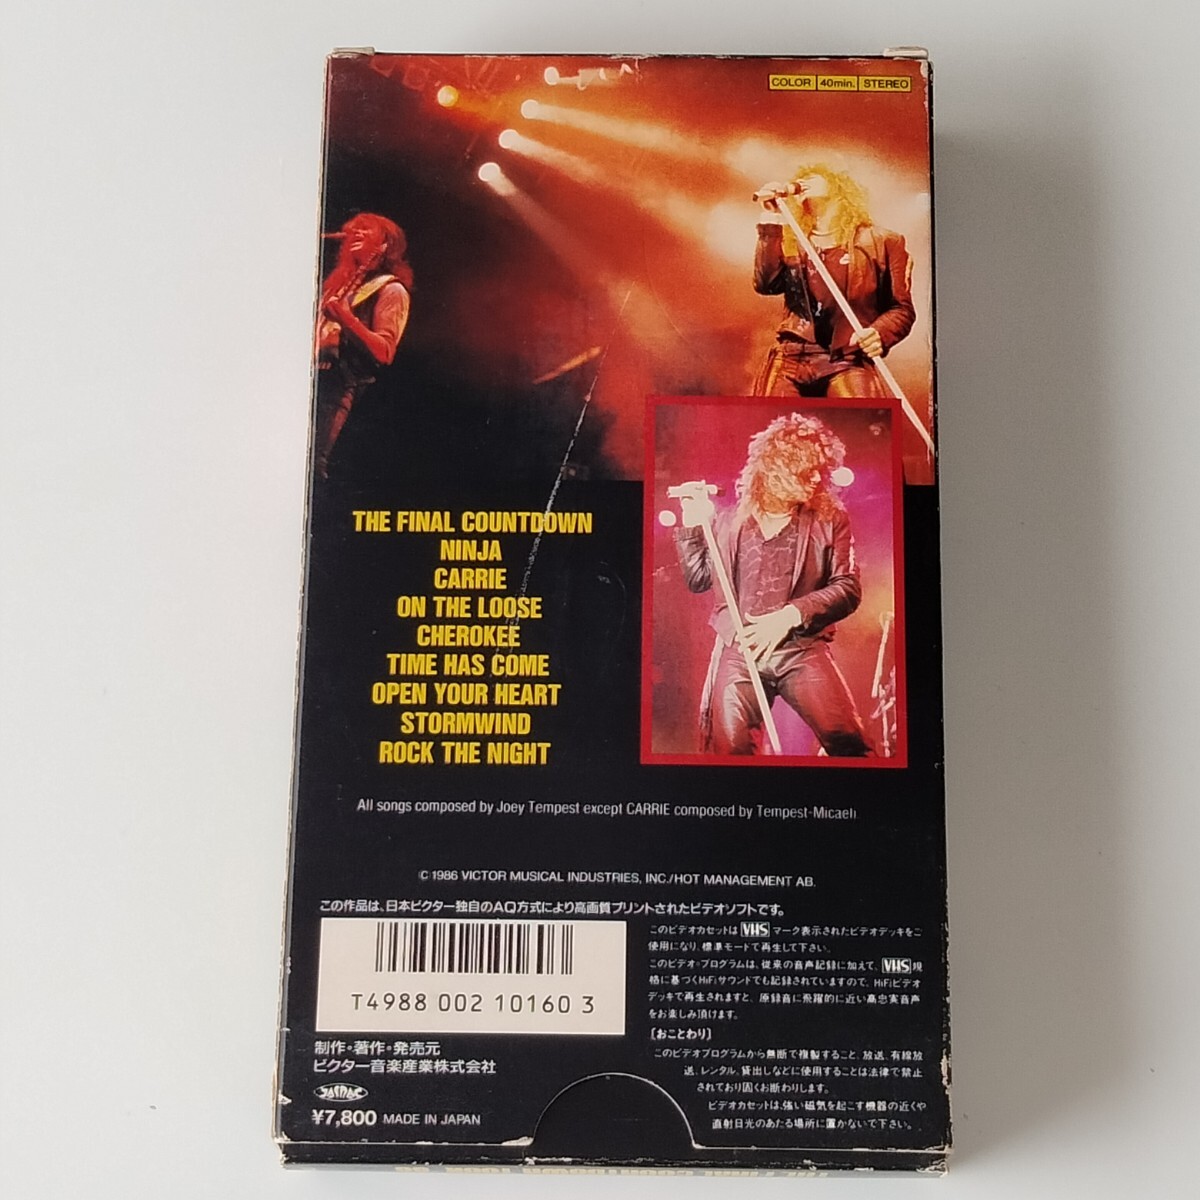 COLOR 40min. STEREO
THE FINAL COUNTDOWN
NINJA
CARRIE
ON THE LOOSE
CHEROKEE
TIME HAS COME
OPEN YOUR HEART
STORMWIND
ROCK THE NIGHT
All songs composed by Joey Tempest except CARRIE composed by Tempest-Micaeli
© 1986 VICTOR MUSICAL INDUSTRIES, INC./HOT MANAGEMENT AB.
この作品は、日本ビクター独自のAQ方式により高画質プリントされたビデオソフトです。
T4988 002 10160 3
制作・著作・発売元
ビクター音楽産業株式会社
¥7,800 MADE IN JAPAN
このビデオカセットは VHS マーク表示されたビデオデッキをご
使用になり、標準モードで再生して下さい。
このビデオ・プログラムは、従来の音声記録に加えて、VHS 規
格に基づくHiFiサウンドでも記録されていますので、HiFiビデオ
デッキで再生されますと、原録音に飛躍的に近い高忠実音声
をお楽しみ頂けます。
[おことわり]
このビデオプログラムから無断で複製すること、放送、有線放
送、レンタル、貸出しなどに使用することは法律で禁止
されており固くお断わりします。
ビデオカセットは、強い磁気を起こす機器の近くや
直射日光のあたる場所に置かないで下さい。